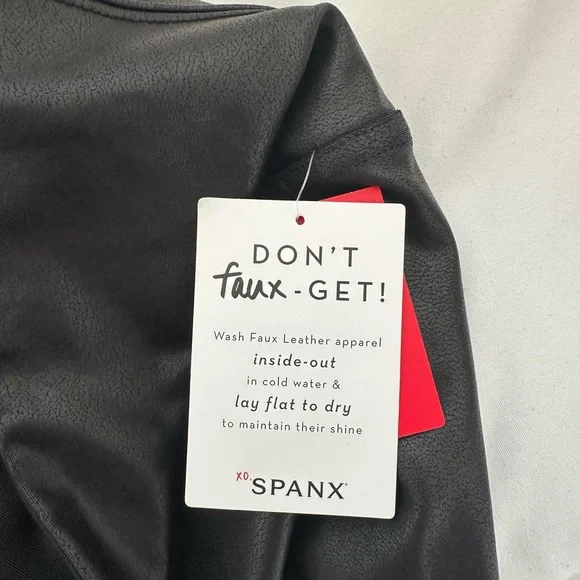 DON'T
faux-GET!
Wash Faux Leather apparel
inside-out
in cold water &
lay flat to dry
to maintain their shine
xo, SPANX®